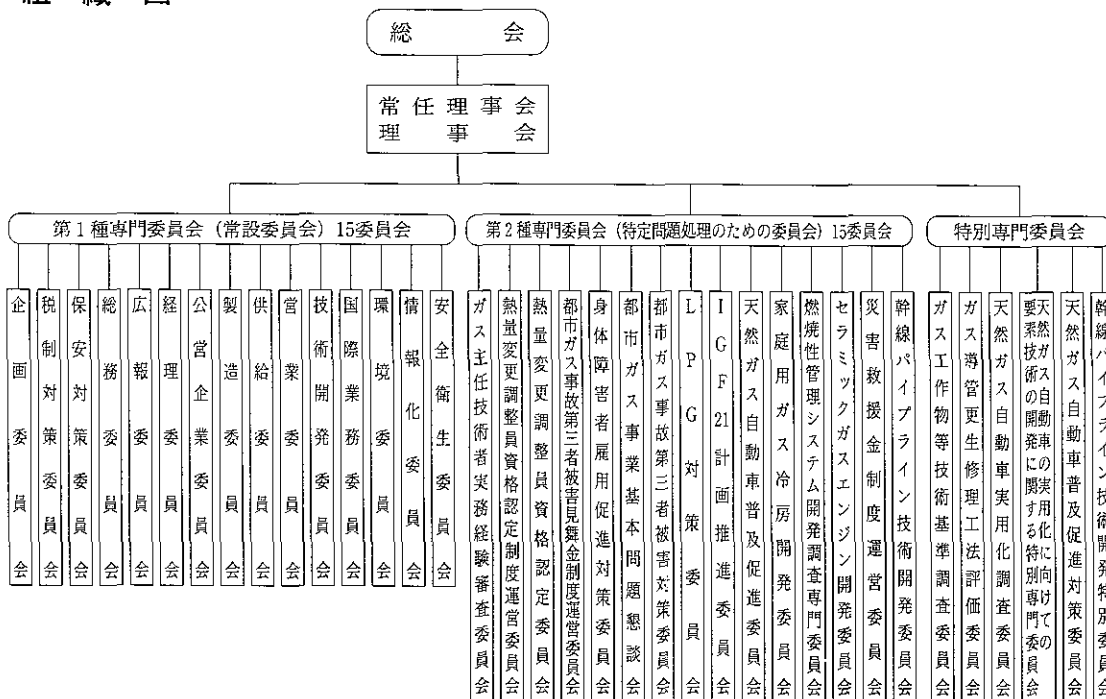 組織図
総会
常任理事会
理事会
第1種専門委員会（常設委員会）15委員会
企画委員会
税制対策委員会
保安対策委員会
総務委員会
広報委員会
経理委員会
公営企業委員会
製造委員会
供給委員会
営業委員会
技術開発委員会
国際業務委員会
環境委員会
情報化委員会
安全衛生委員会
第2種専門委員会（特定問題処理のための委員会）15委員会
ガス主任技術者実務経験審査委員会
熱量変更調整員資格認定制度運営委員会
熱量変更調整員資格認定委員会
都市ガス事故第三者被害見舞金制度運営委員会
身体障害者雇用促進対策委員会
都市ガス事業基本問題懇談会
都市ガス事故第三者被害対策委員会
LPG対策委員会
IGF21計画推進委員会
天然ガス自動車普及促進委員会
家庭用ガス冷房開発委員会
燃焼性管理システム開発調査専門委員会
セラミックガスエンジン開発委員会
災害救援金制度運営委員会
幹線パイプライン技術開発委員会
特別専門委員会
ガス工作物等技術基準調査委員会
ガス導管更生修理工法評価委員会
天然ガス自動車実用化調査委員会
天然ガス自動車の実用化に向けての
要素技術の開発に関する特別専門委員会
天然ガス自動車普及促進対策委員会
幹線パイプライン技術開発特別委員会